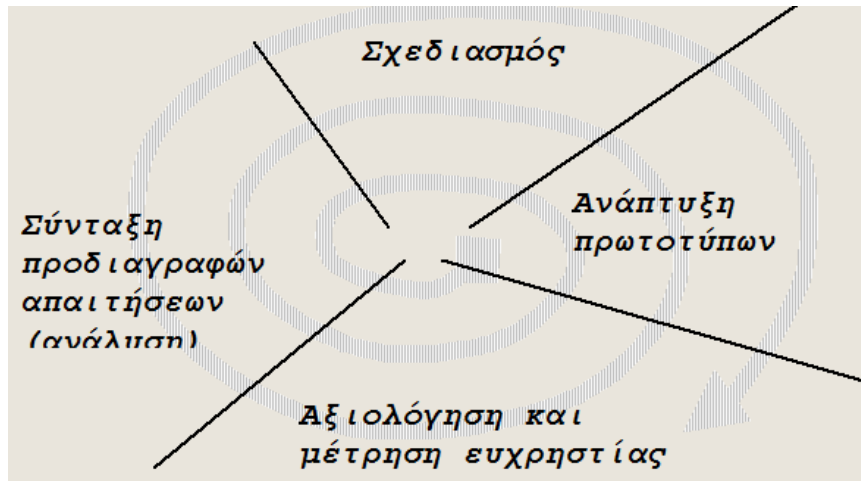 Σχεδιασμός
Ανάπτυξη
πρωτοτύπων
Σύνταξη
προδιαγραφών
απαιτήσεων
(ανάλυση)
Αξιολόγηση και
μέτρηση ευχρηστίας